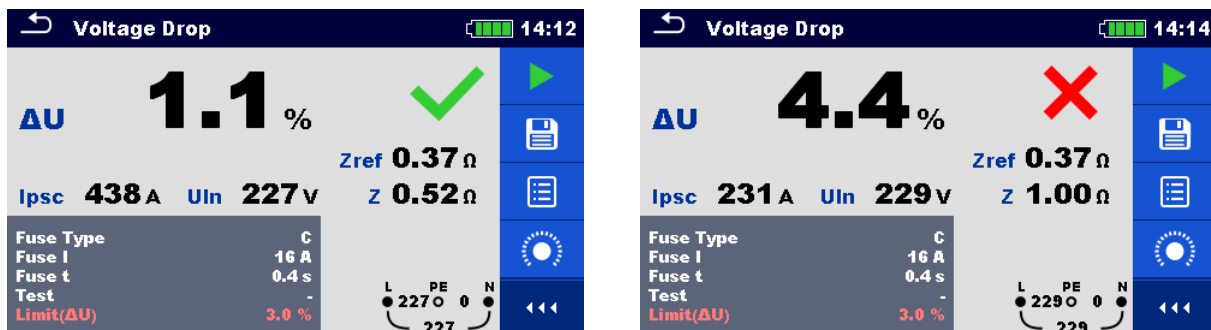 Voltage Drop 14:12
ΔU 1.1 %
Zref 0.37 Ω
Ipsc 438 A Uln 227 V Z 0.52 Ω
Fuse Type C
Fuse I 16 A
Fuse t 0.4 s
Test -
Limit(ΔU) 3.0 %
L PE N
227 0
227
Voltage Drop 14:14
ΔU 4.4 %
Zref 0.37 Ω
Ipsc 231 A Uln 229 V Z 1.00 Ω
Fuse Type C
Fuse I 16 A
Fuse t 0.4 s
Test -
Limit(ΔU) 3.0 %
L PE N
229 0
229